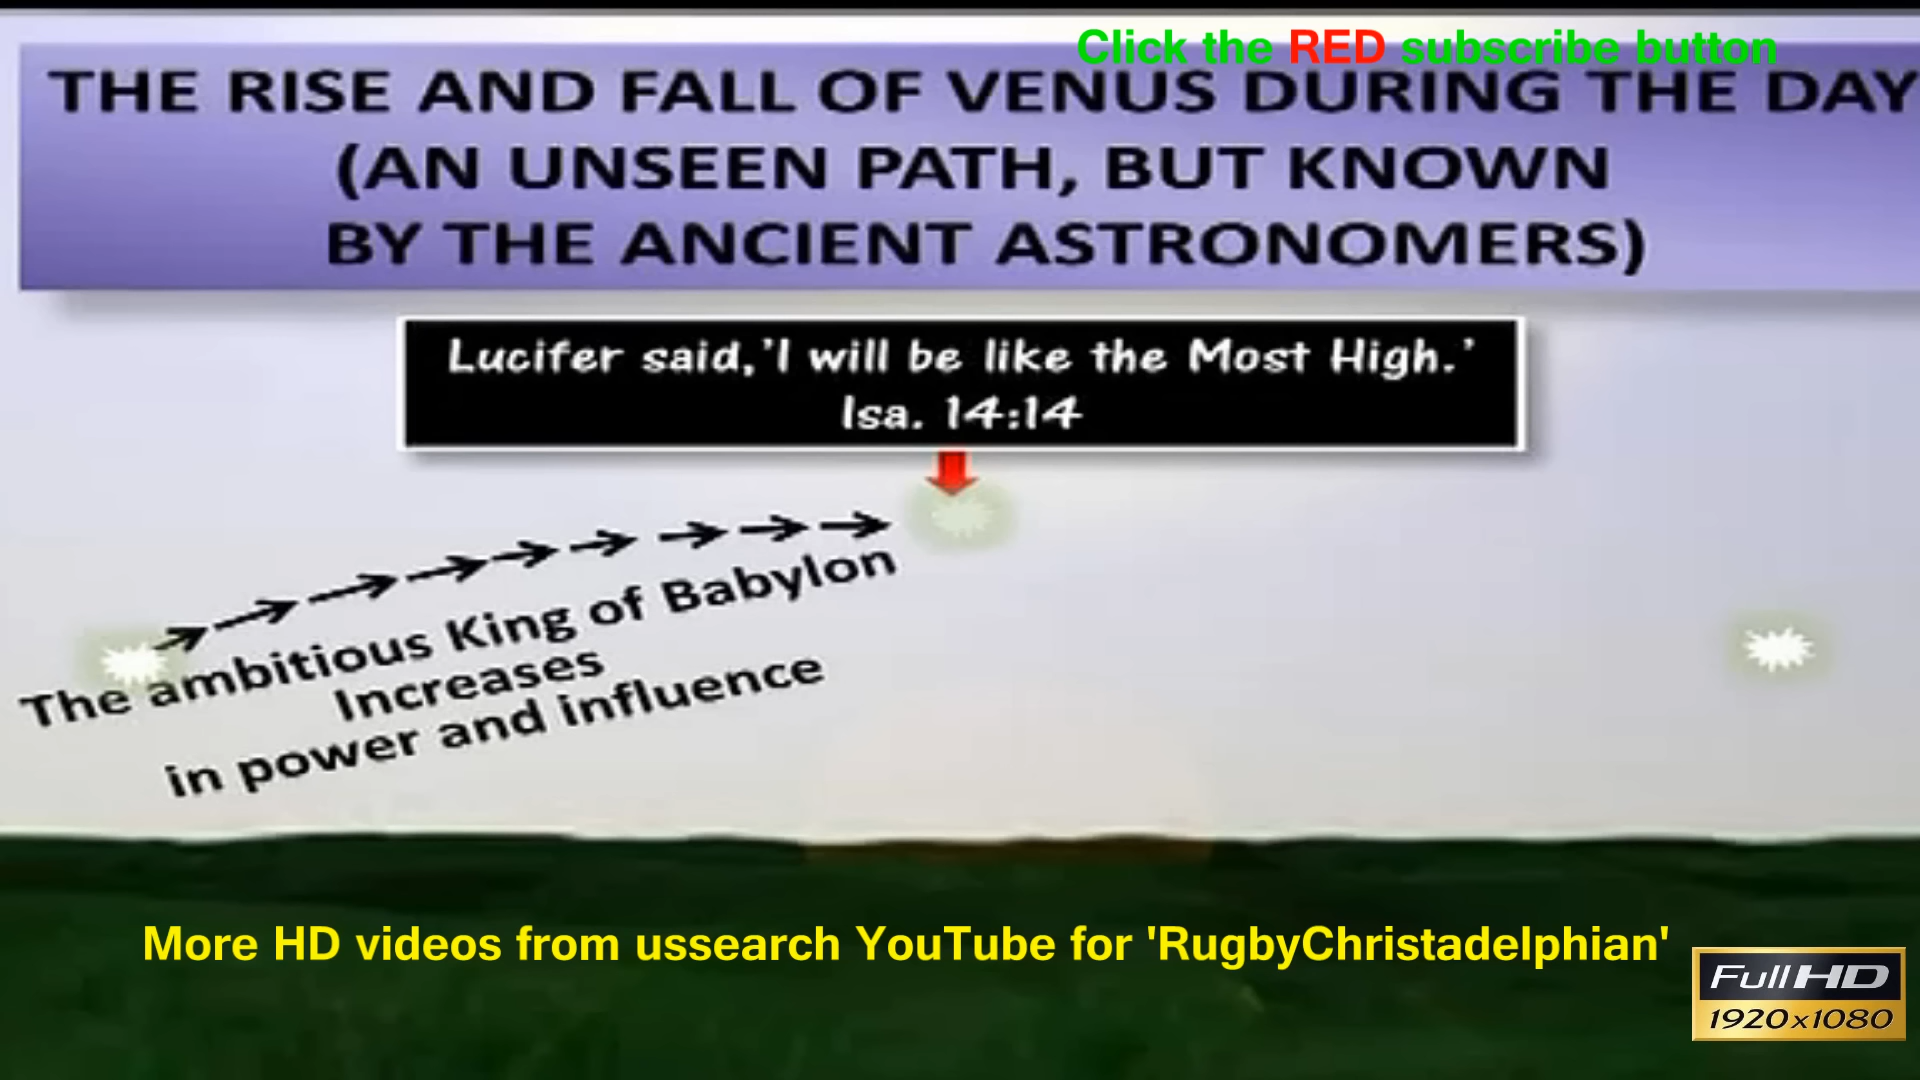 Click the RED subscribe button
THE RISE AND FALL OF VENUS DURING THE DAY
(AN UNSEEN PATH, BUT KNOWN
BY THE ANCIENT ASTRONOMERS)
Lucifer said,'I will be like the Most High.'
Isa. 14:14
The ambitious King of Babylon
Increases
in power and influence
More HD videos from ussearch YouTube for 'RugbyChristadelphian'
Full HD
1920x1080